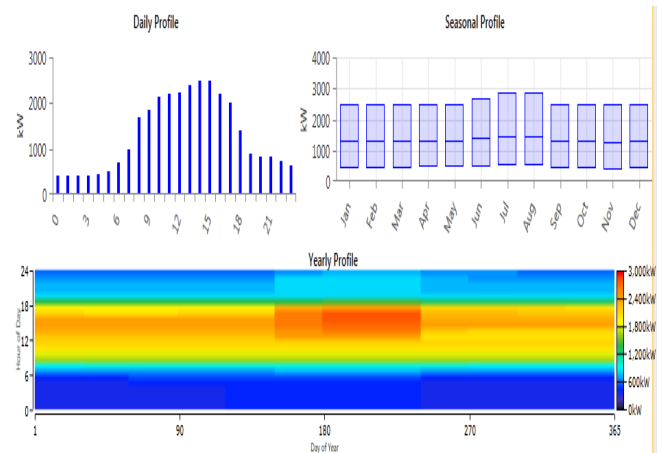 Daily Profile
3000
2000
1000
0
kW
0 3 6 9 12 15 18 21
Seasonal Profile
4000
3000
2000
1000
0
kW
Jan Feb Mar Apr May Jun Jul Aug Sep Oct Nov Dec
Yearly Profile
24
18
12
6
0
Hour of Day
1 90 180 270 365
Day of Year
3,000kW
2,400kW
1,800kW
1,200kW
600kW
0kW